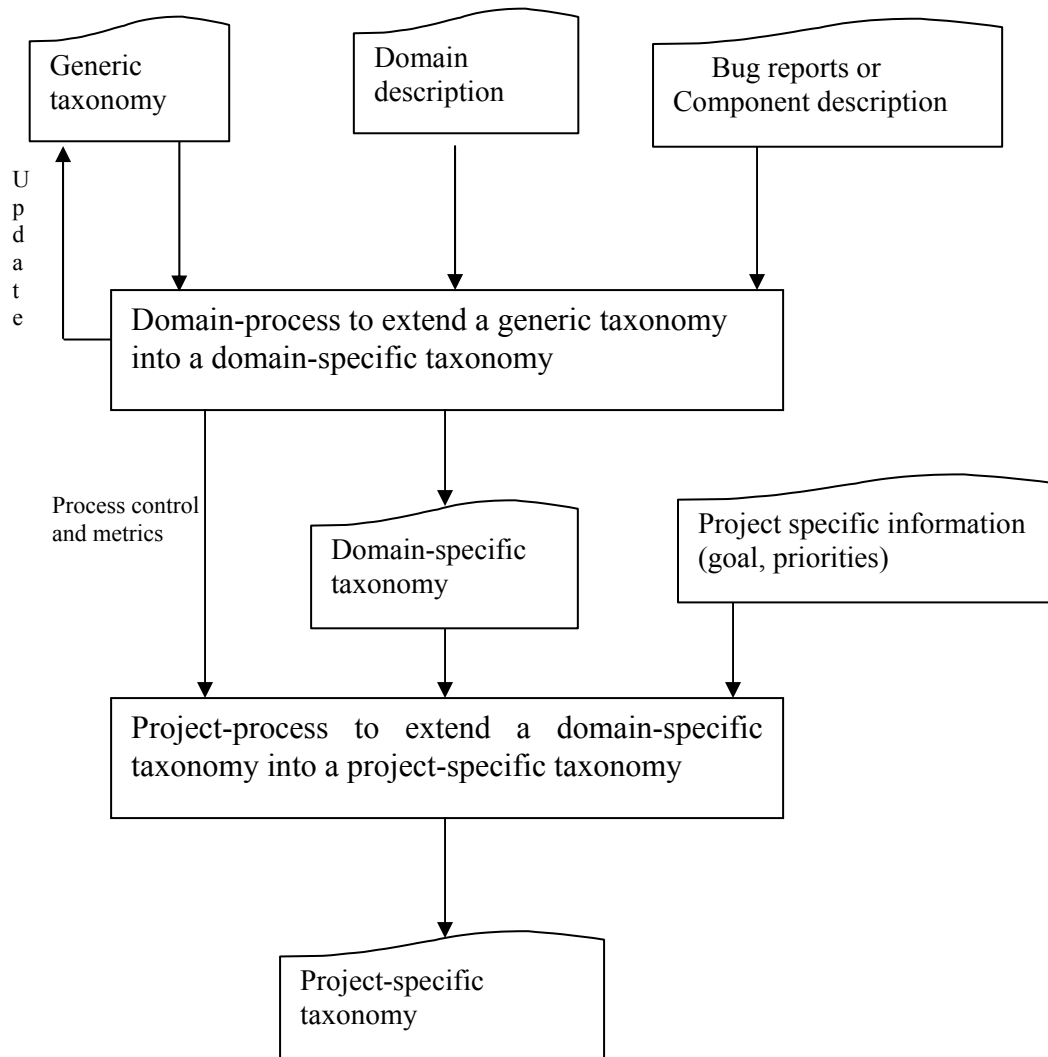 Generic
taxonomy
Domain
description
Bug reports or
Component description
Update
Domain-process to extend a generic taxonomy
into a domain-specific taxonomy
Process control
and metrics
Domain-specific
taxonomy
Project specific information
(goal, priorities)
Project-process to extend a domain-specific
taxonomy into a project-specific taxonomy
Project-specific
taxonomy